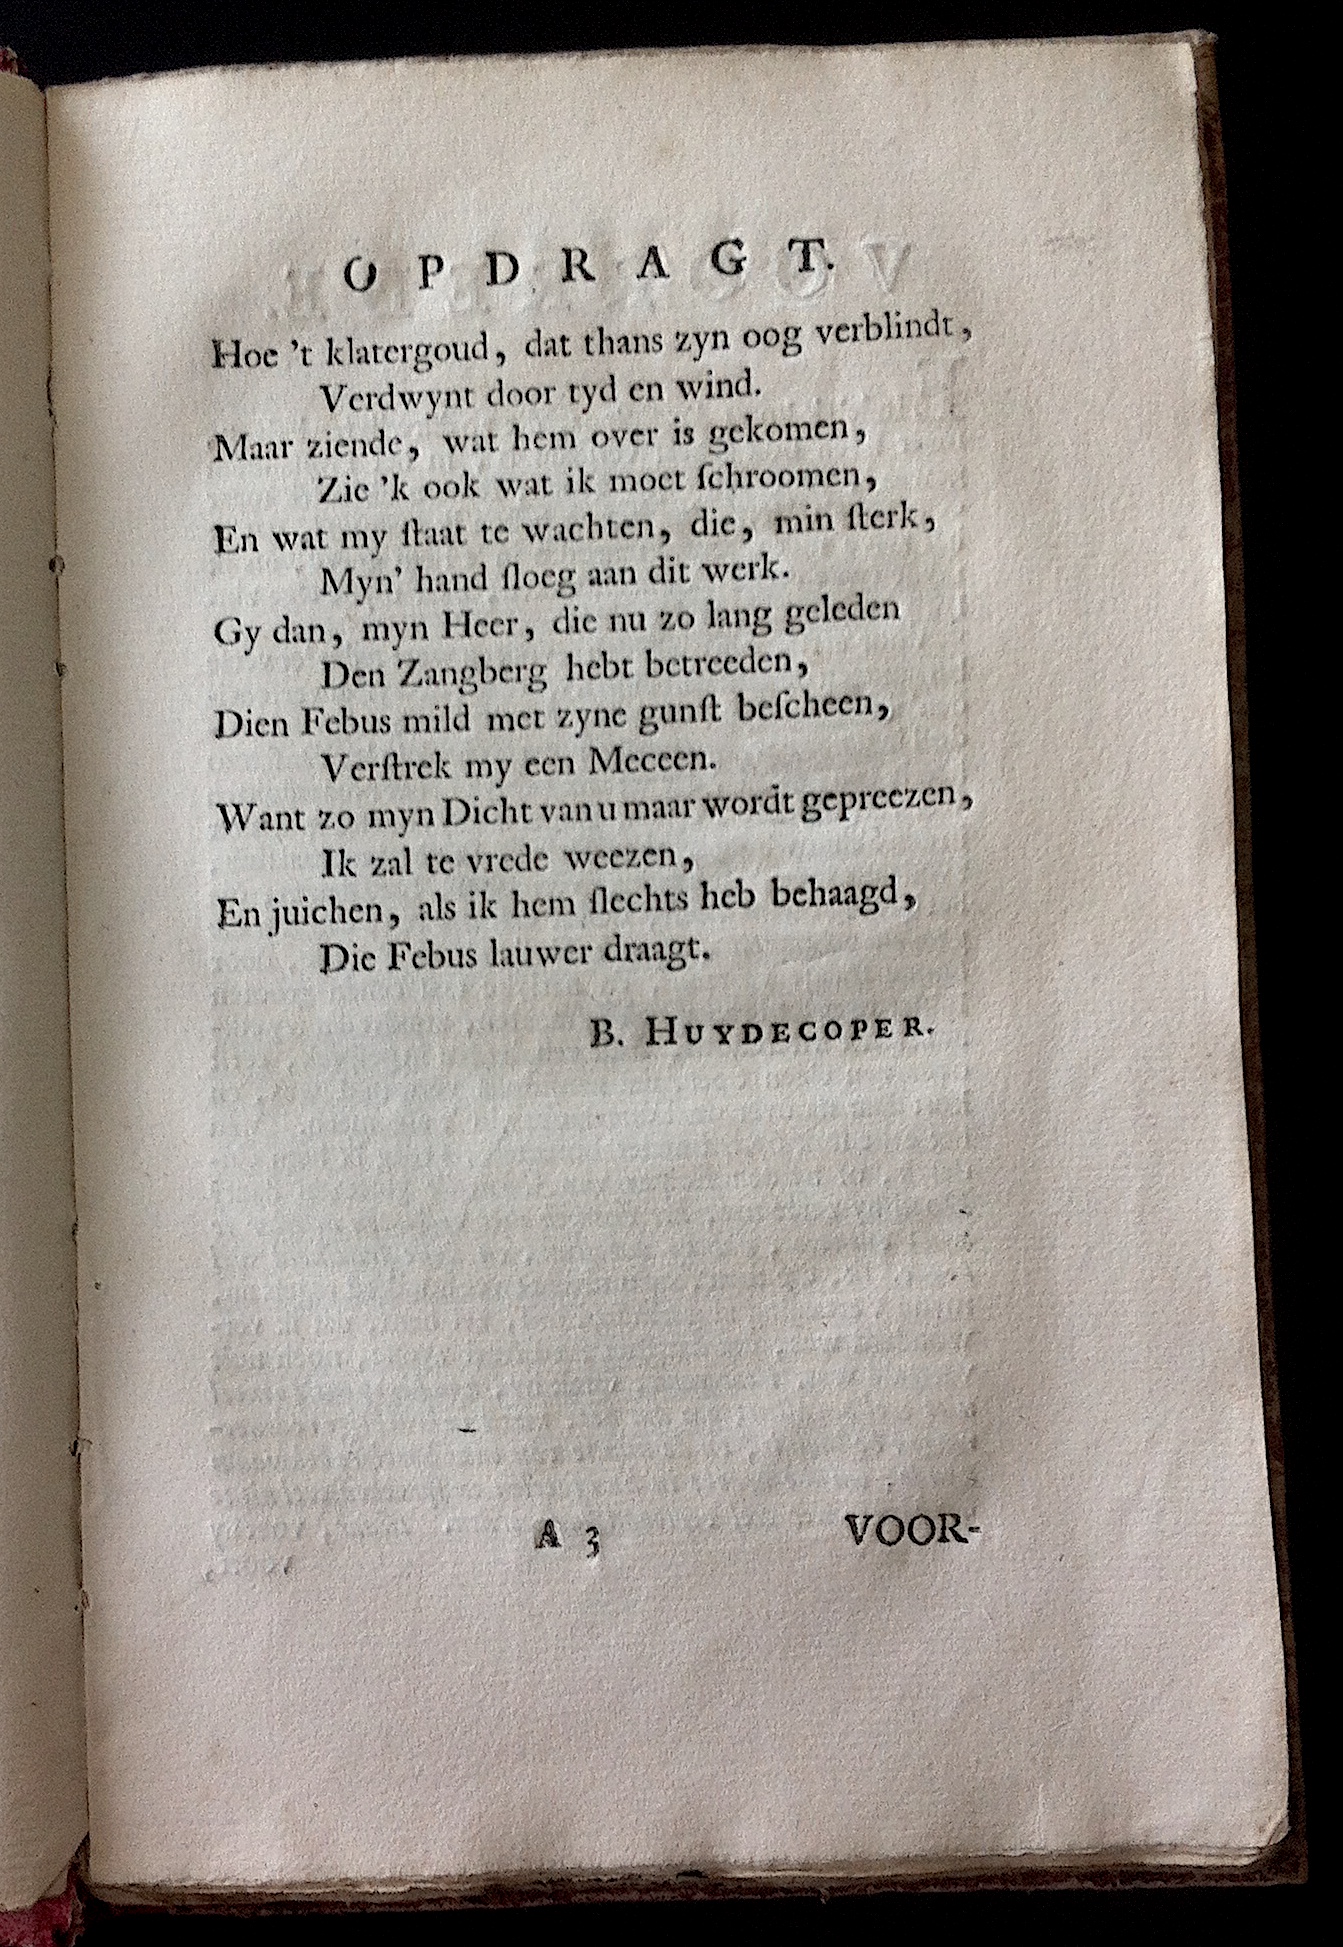 OPDRAGT.
Hoe 't klatergoud, dat thans zyn oog verblindt,
Verdwynt door tyd en wind.
Maar ziende, wat hem over is gekomen,
Zie 'k ook wat ik moet ſchroomen,
En wat my ſtaat te wachten, die, min ſterk,
Myn' hand ſloeg aan dit werk.
Gy dan, myn Heer, die nu zo lang geleden
Den Zangberg hebt betreeden,
Dien Febus mild met zyne gunſt beſcheen,
Verſtrek my een Meceen.
Want zo myn Dicht van u maar wordt gepreezen,
Ik zal te vrede weezen,
En juichen, als ik hem ſlechts heb behaagd,
Die Febus lauwer draagt.
B. HUYDECOPER.
A 3 VOOR-